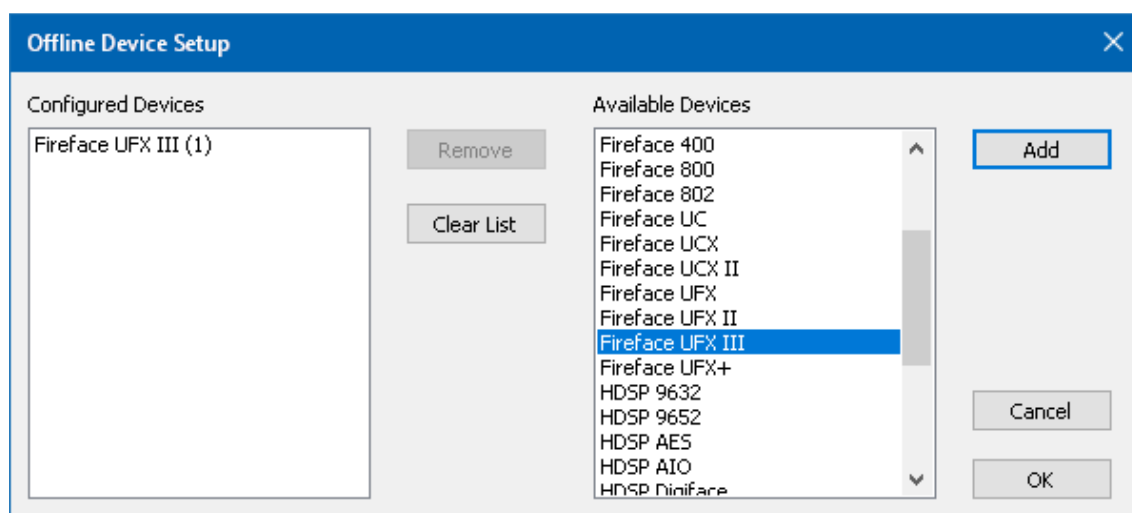 Offline Device Setup
Configured Devices
Fireface UFX III (1)
Remove
Clear List
Available Devices
Fireface 400
Fireface 800
Fireface 802
Fireface UC
Fireface UCX
Fireface UCX II
Fireface UFX
Fireface UFX II
Fireface UFX III
Fireface UFX+
HDSP 9632
HDSP 9652
HDSP AES
HDSP AIO
HDSP Digiface
Add
Cancel
OK